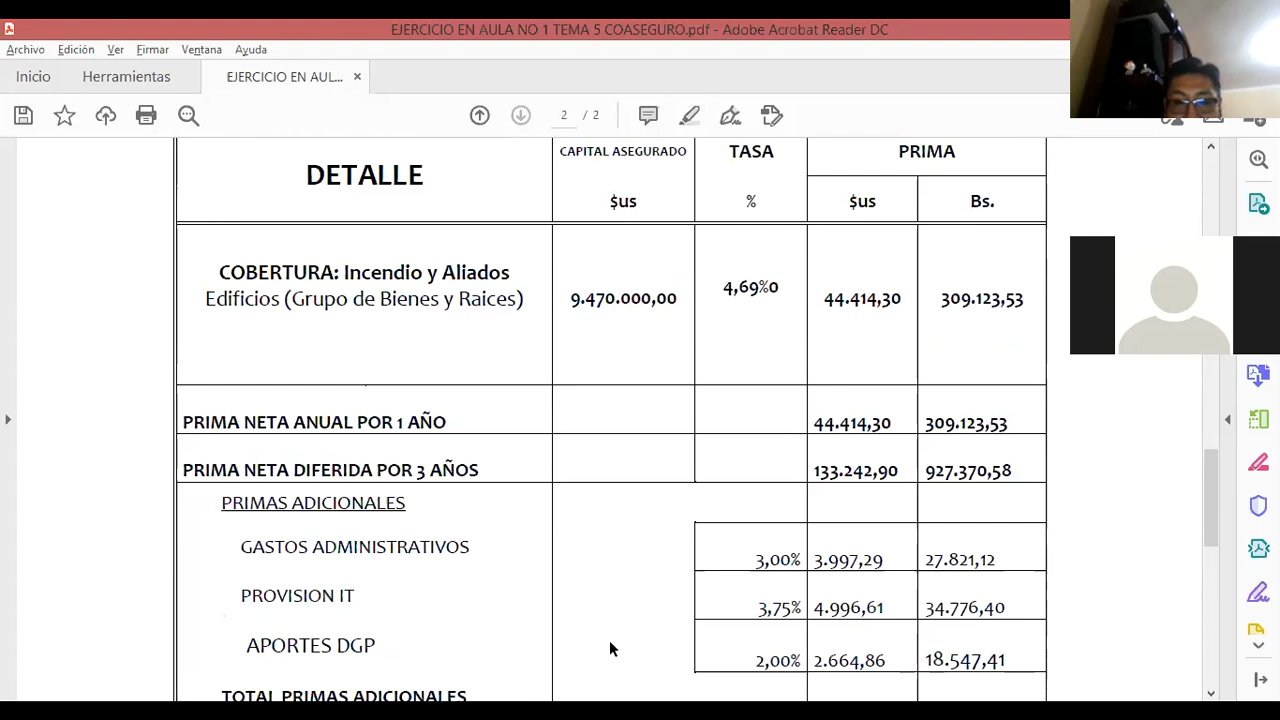 EJERCICIO EN AULA NO 1 TEMA 5 COASEGURO.pdf - Adobe Acrobat Reader DC
Archivo Edición Ver Firmar Ventana Ayuda
Inicio Herramientas EJERCICIO EN AUL... ×
2 / 2
DETALLE CAPITAL ASEGURADO TASA PRIMA
$us % $us Bs.
COBERTURA: Incendio y Aliados
Edificios (Grupo de Bienes y Raices) 9.470.000,00 4,69%0 44.414,30 309.123,53
PRIMA NETA ANUAL POR 1 AÑO 44.414,30 309.123,53
PRIMA NETA DIFERIDA POR 3 AÑOS 133.242,90 927.370,58
PRIMAS ADICIONALES
GASTOS ADMINISTRATIVOS 3,00% 3.997,29 27.821,12
PROVISION IT 3,75% 4.996,61 34.776,40
APORTES DGP 2,00% 2.664,86 18.547,41
TOTAL PRIMAS ADICIONALES